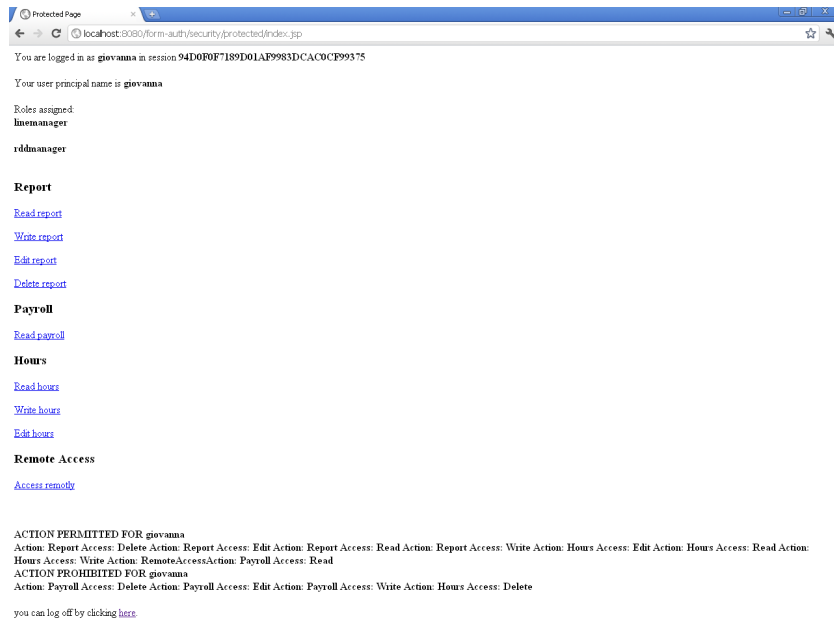 Protected Page
localhost:8080/form-auth/security/protected/index.jsp
You are logged in as giovanna in session 94D0F0F7189D01AF9983DCAC0CF99375
Your user principal name is giovanna
Roles assigned:
linemanager
rddmanager
Report
Read report
Write report
Edit report
Delete report
Payroll
Read payroll
Hours
Read hours
Write hours
Edit hours
Remote Access
Access remotly
ACTION PERMITTED FOR giovanna
Action: Report Access: Delete Action: Report Access: Edit Action: Report Access: Read Action: Report Access: Write Action: Hours Access: Edit Action: Hours Access: Read Action:
Hours Access: Write Action: RemoteAccessAction: Payroll Access: Read
ACTION PROHIBITED FOR giovanna
Action: Payroll Access: Delete Action: Payroll Access: Edit Action: Payroll Access: Write Action: Hours Access: Delete
you can log off by clicking here.